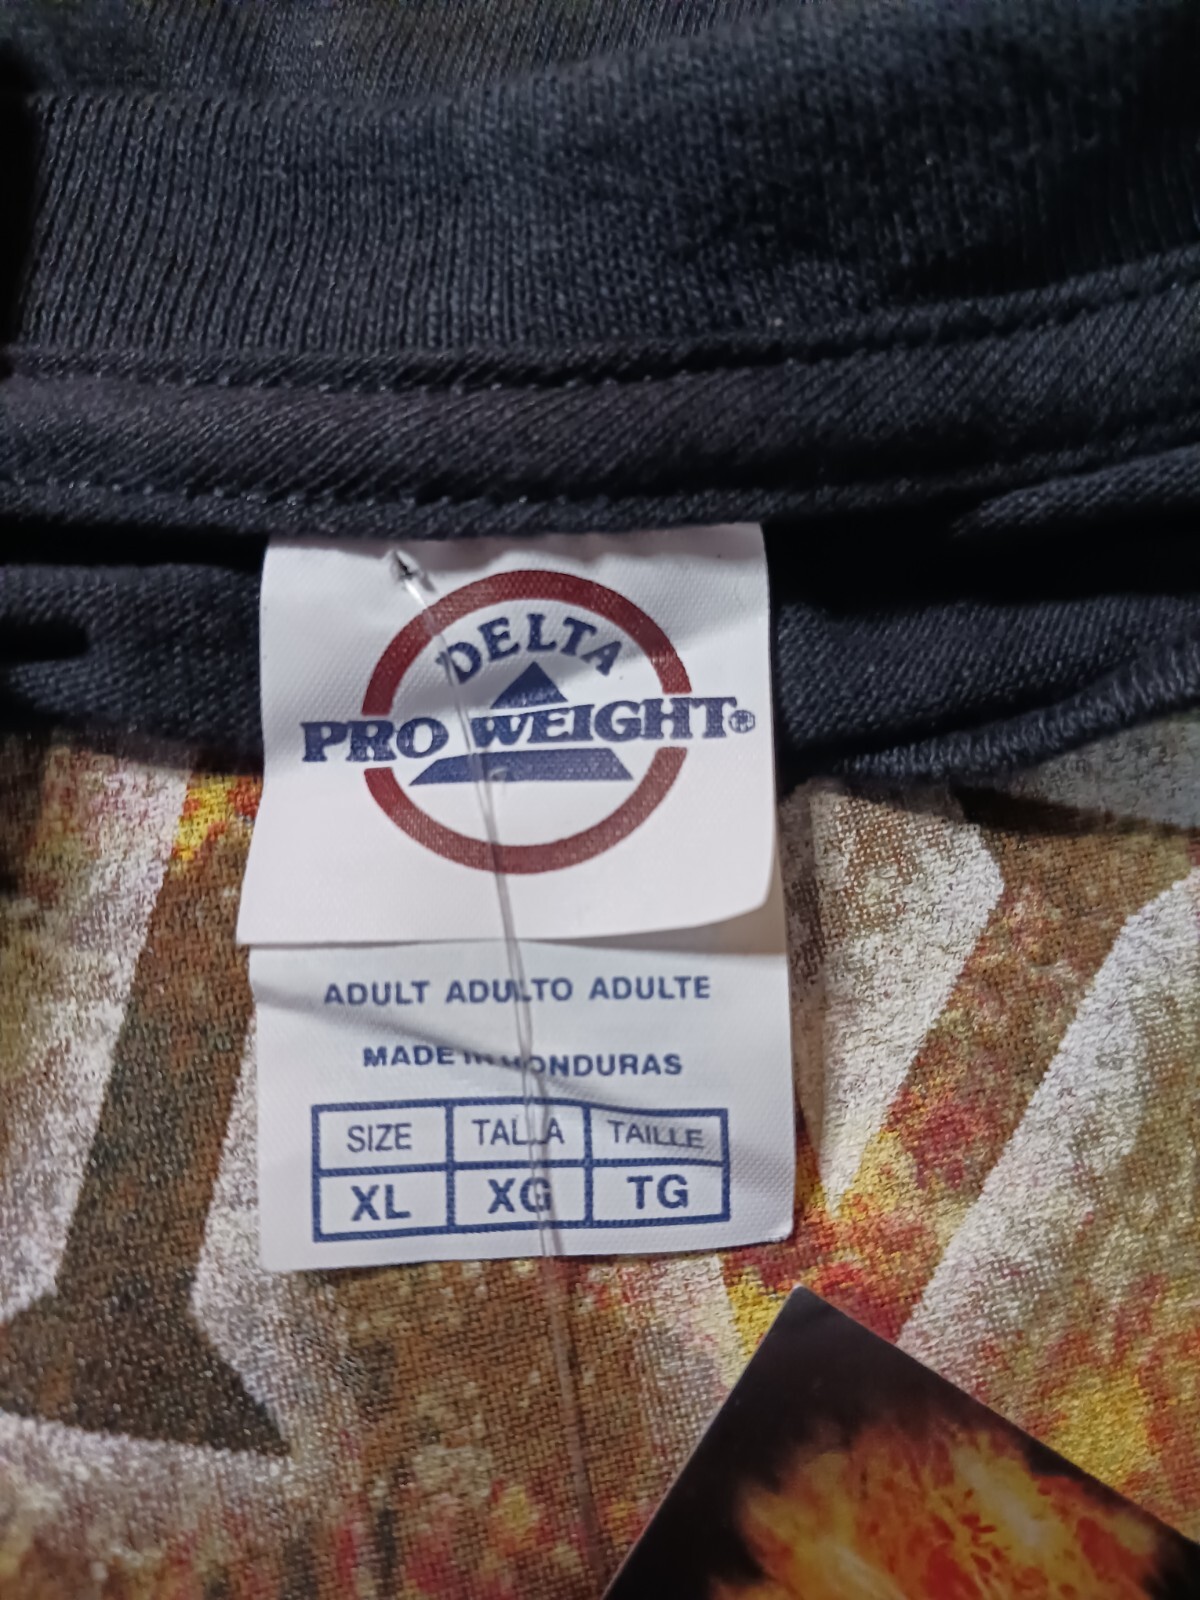 DELTA
PRO WEIGHT®
ADULT ADULTO ADULTE
MADE IN HONDURAS
SIZE TALLA TAILLE
XL XG TG